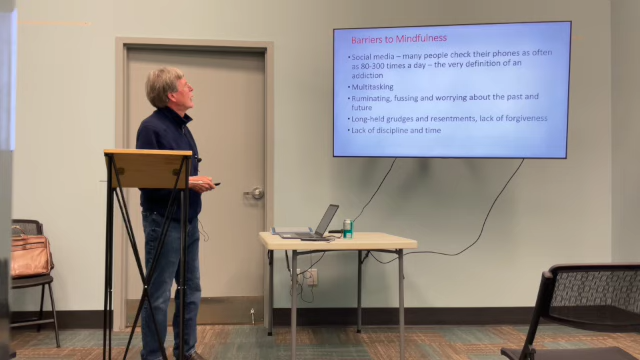 Barriers to Mindfulness
• Social media – many people check their phones as often
as 80-300 times a day – the very definition of an
addiction
• Multitasking
• Ruminating, fussing and worrying about the past and
future
• Long-held grudges and resentments, lack of forgiveness
• Lack of discipline and time